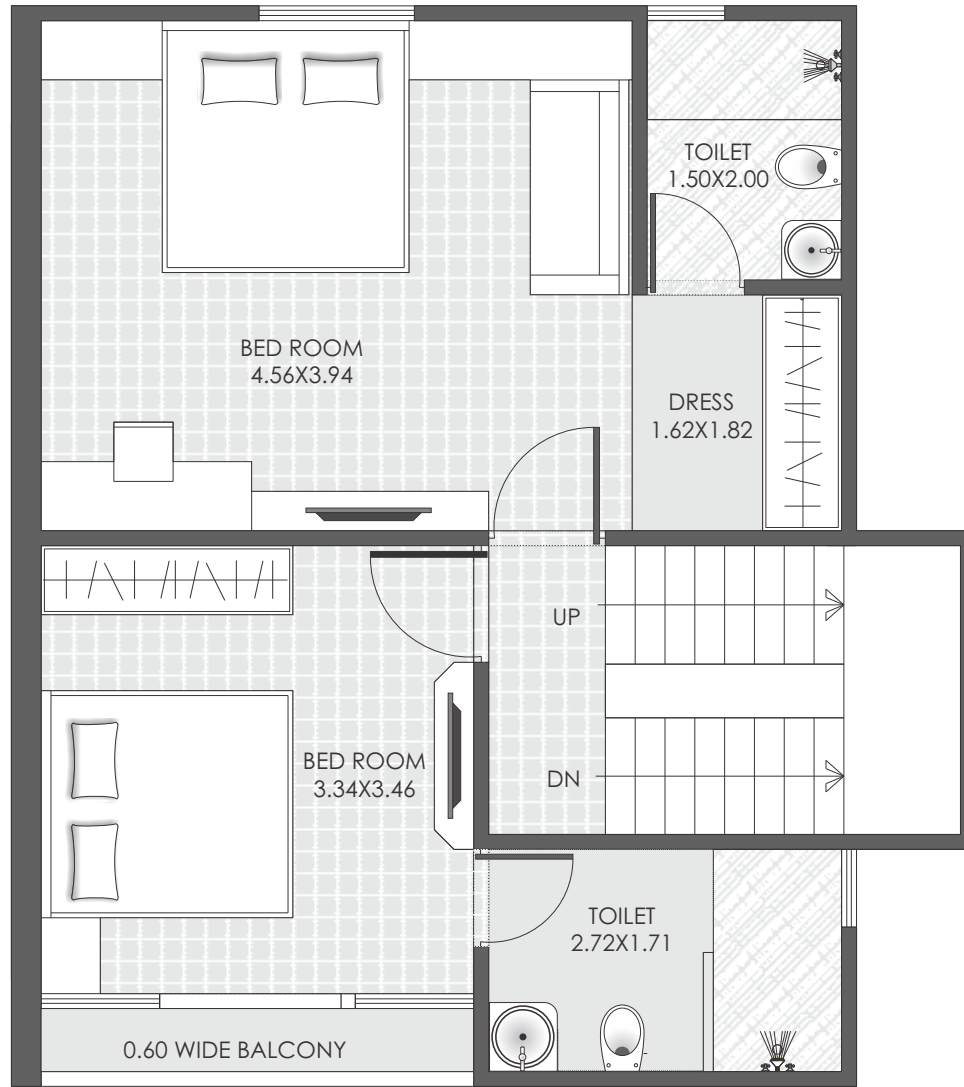 TOILET
1.50X2.00
BED ROOM
4.56X3.94
DRESS
1.62X1.82
UP
BED ROOM
3.34X3.46
DN
TOILET
2.72X1.71
0.60 WIDE BALCONY